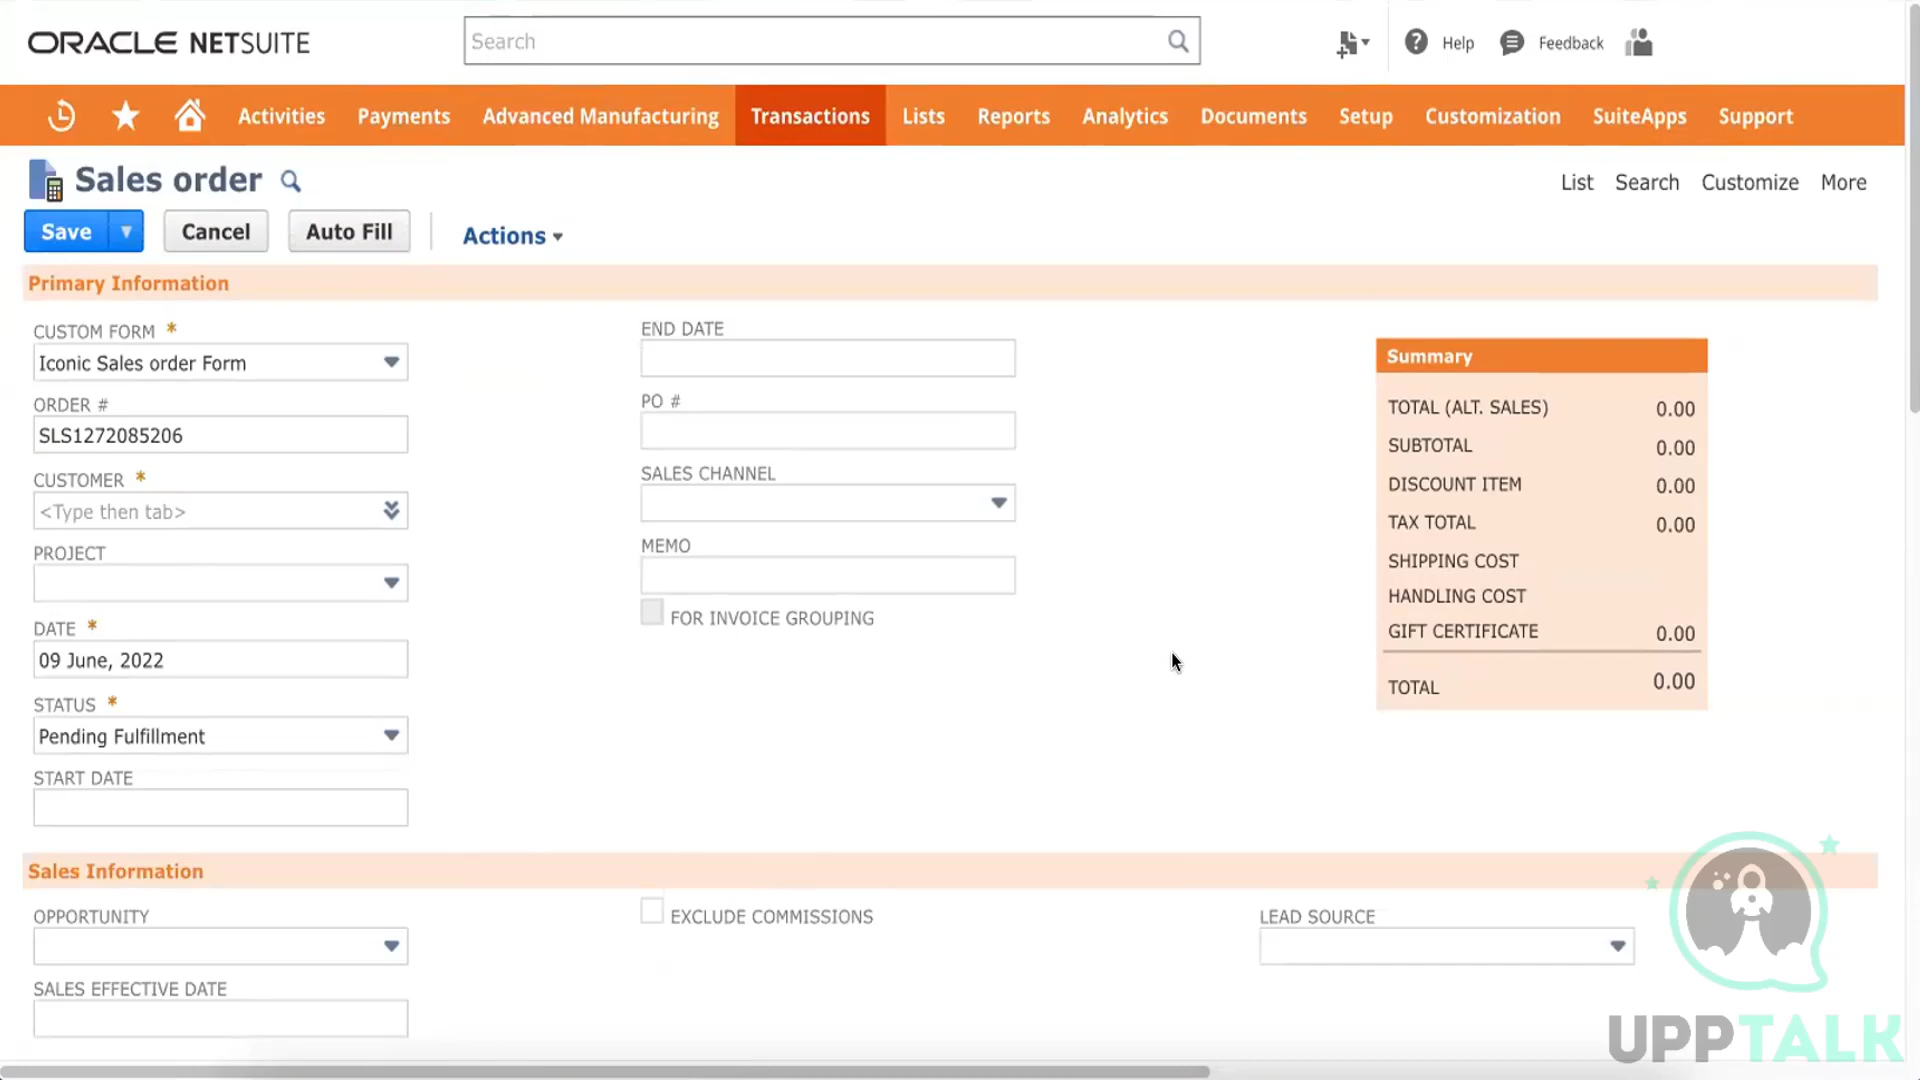 ORACLE NETSUITE
Search
Help
Feedback
Activities
Payments
Advanced Manufacturing
Transactions
Lists
Reports
Analytics
Documents
Setup
Customization
SuiteApps
Support
Sales order
List
Search
Customize
More
Save
Cancel
Auto Fill
Actions
Primary Information
CUSTOM FORM *
Iconic Sales order Form
ORDER #
SLS1272085206
CUSTOMER *
<Type then tab>
PROJECT
DATE *
09 June, 2022
STATUS *
Pending Fulfillment
START DATE
END DATE
PO #
SALES CHANNEL
MEMO
FOR INVOICE GROUPING
Summary
TOTAL (ALT. SALES) 0.00
SUBTOTAL 0.00
DISCOUNT ITEM 0.00
TAX TOTAL 0.00
SHIPPING COST
HANDLING COST
GIFT CERTIFICATE 0.00
TOTAL 0.00
Sales Information
OPPORTUNITY
SALES EFFECTIVE DATE
EXCLUDE COMMISSIONS
LEAD SOURCE
UPPTALK